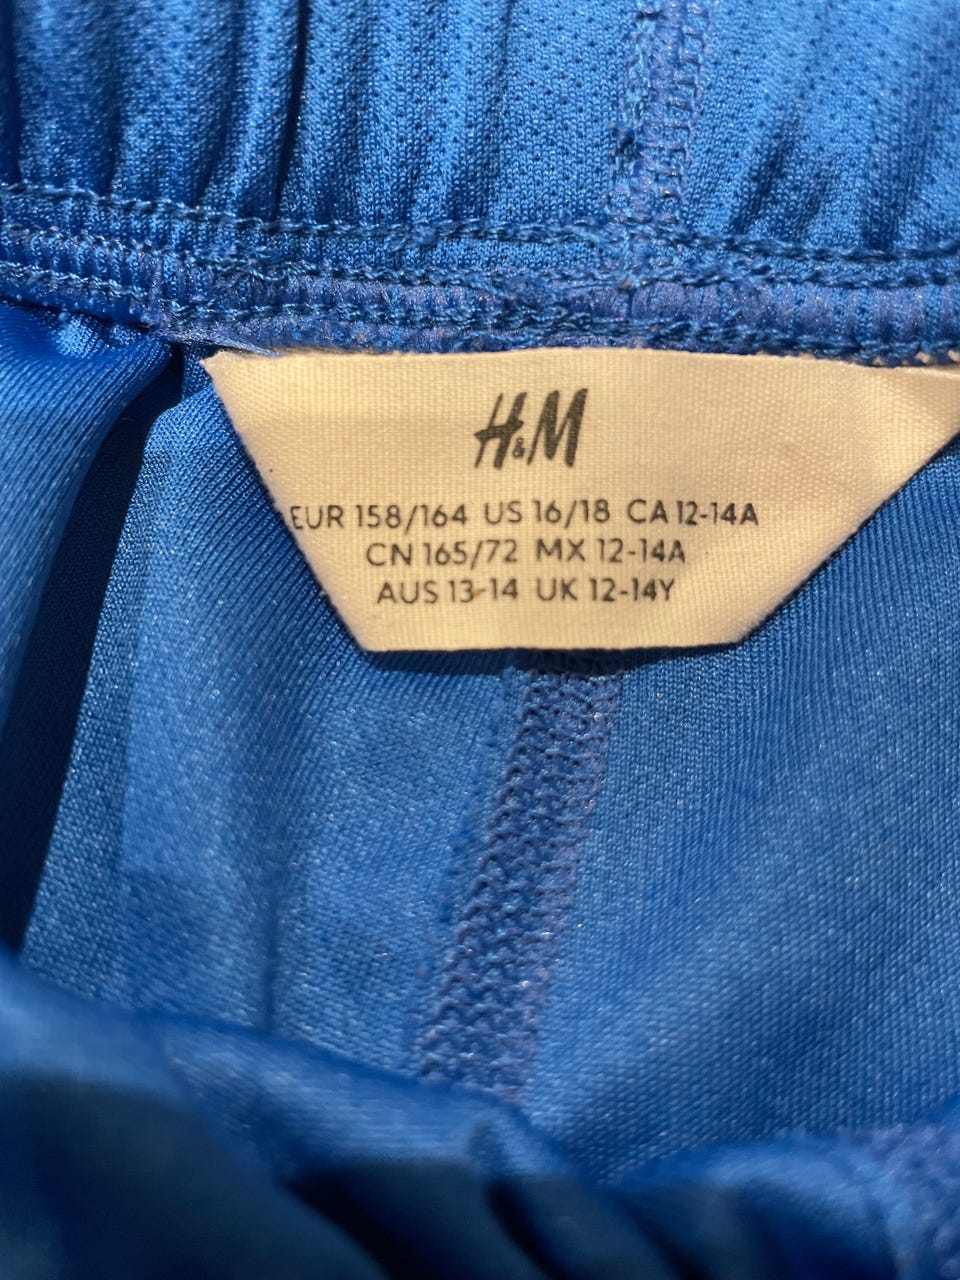 H&M
EUR 158/164 US 16/18 CA 12-14A
CN 165/72 MX 12-14A
AUS 13-14 UK 12-14Y